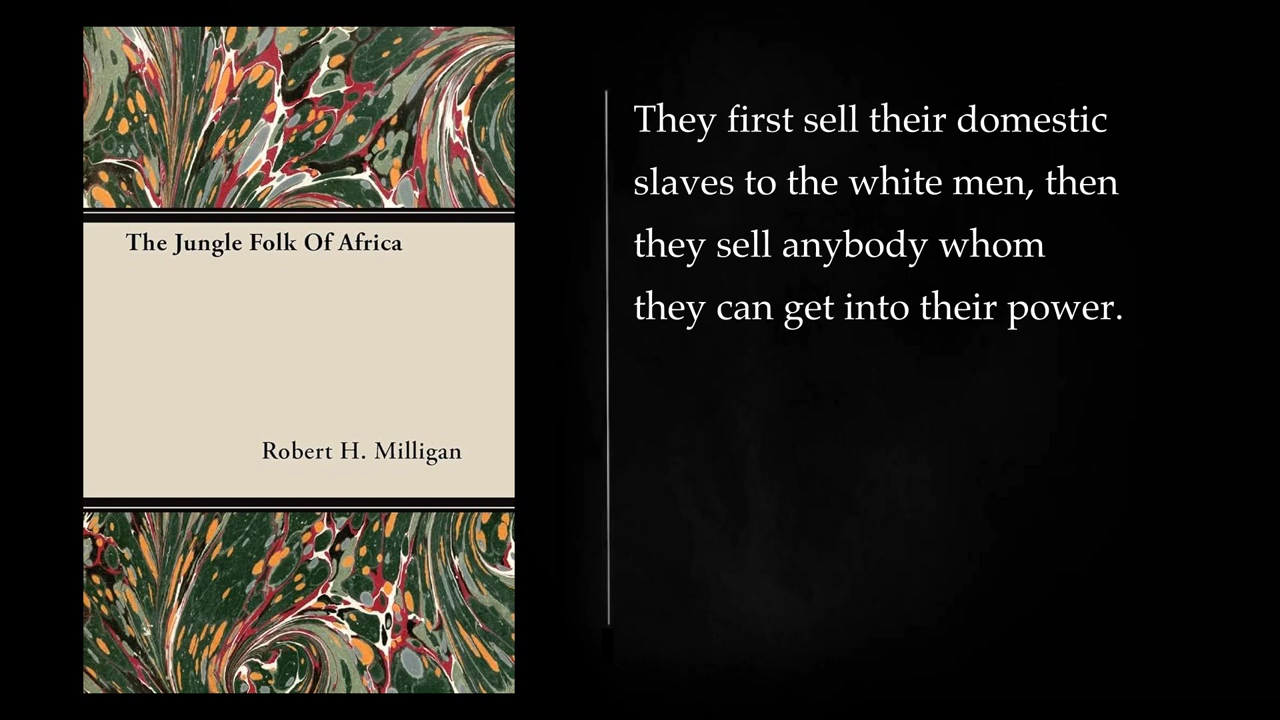 The Jungle Folk Of Africa
Robert H. Milligan
They first sell their domestic
slaves to the white men, then
they sell anybody whom
they can get into their power.